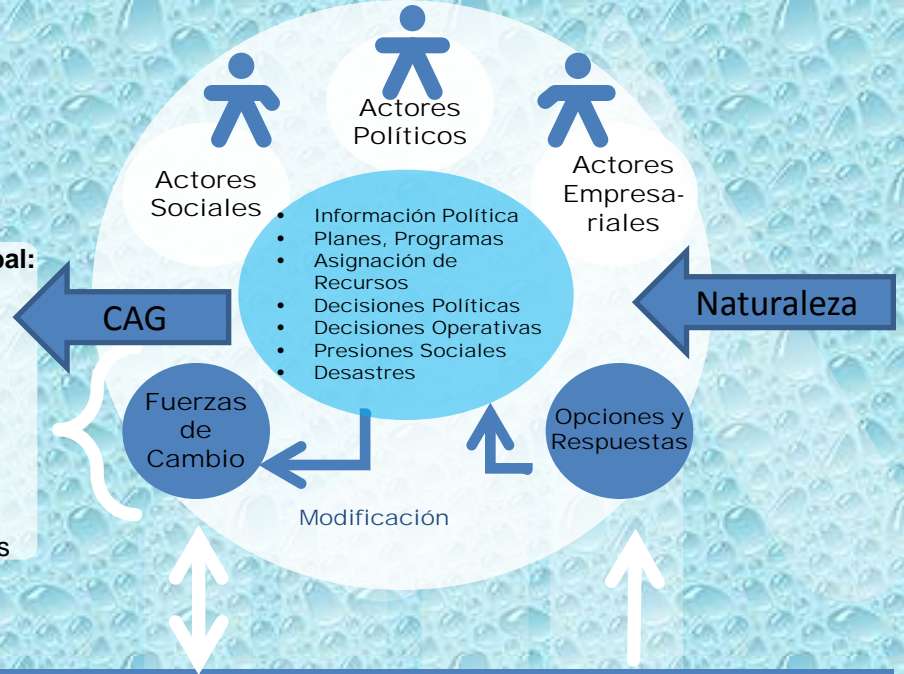 Actores
Políticos
Actores
Sociales
Actores
Empresa-
riales
• Información Política
• Planes, Programas
• Asignación de
Recursos
• Decisiones Políticas
• Decisiones Operativas
• Presiones Sociales
• Desastres
CAG
Naturaleza
Fuerzas
de
Cambio
Opciones y
Respuestas
Modificación